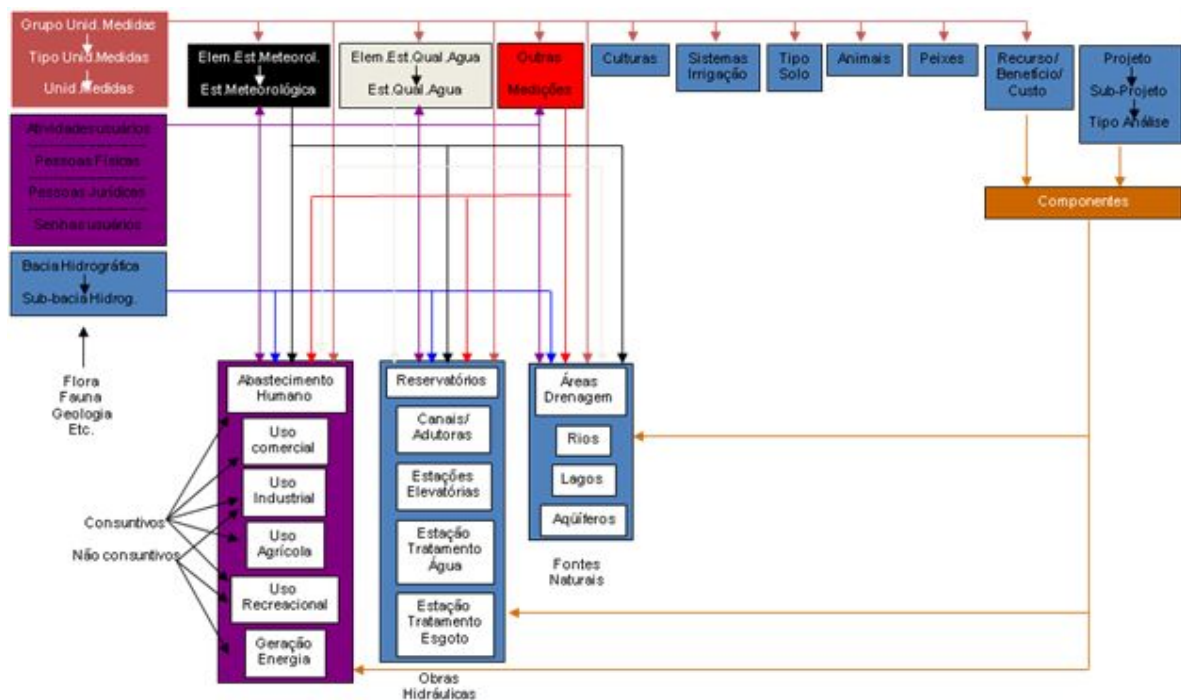 Grupo Unid.Medidas
Tipo Unid.Medidas
Unid.Medidas
Elem.Est.Meteorol.
Est.Meteorológica
Elem.Est.Qual.Agua
Est.Qual.Agua
Outras
Medições
Culturas
Sistemas
Irrigação
Tipo
Solo
Animais
Peixes
Recurso/
Benefício/
Custo
Projeto
Sub-Projeto
Tipo Análise
Atividades usuários
Pessoas Físicas
Pessoas Jurídicas
Senhas usuários
Componentes
Bacia Hidrográfica
Sub-bacia Hidrog.
Flora
Fauna
Geologia
Etc.
Abastecimento
Humano
Uso
comercial
Uso
Industrial
Uso
Agrícola
Uso
Recreacional
Geração
Energia
Consuntivos
Não consuntivos
Reservatórios
Canais/
Adutoras
Estações
Elevatórias
Estação
Tratamento
Água
Estação
Tratamento
Esgoto
Obras
Hidráulicas
Áreas
Drenagem
Rios
Lagos
Aqüíferos
Fontes
Naturais